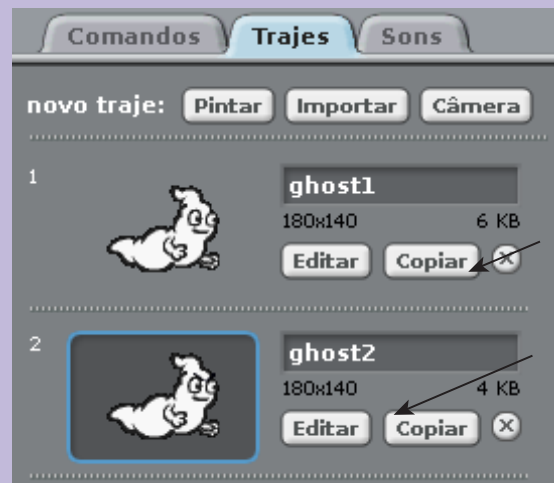 Comandos Trajes Sons
novo traje: Pintar Importar Câmera
1
ghost1
180x140 6 KB
Editar Copiar X
2
ghost2
180x140 4 KB
Editar Copiar X